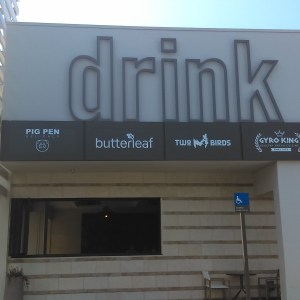 drink
PIG PEN
butterleaf
TWO BIRDS
GYRO KING